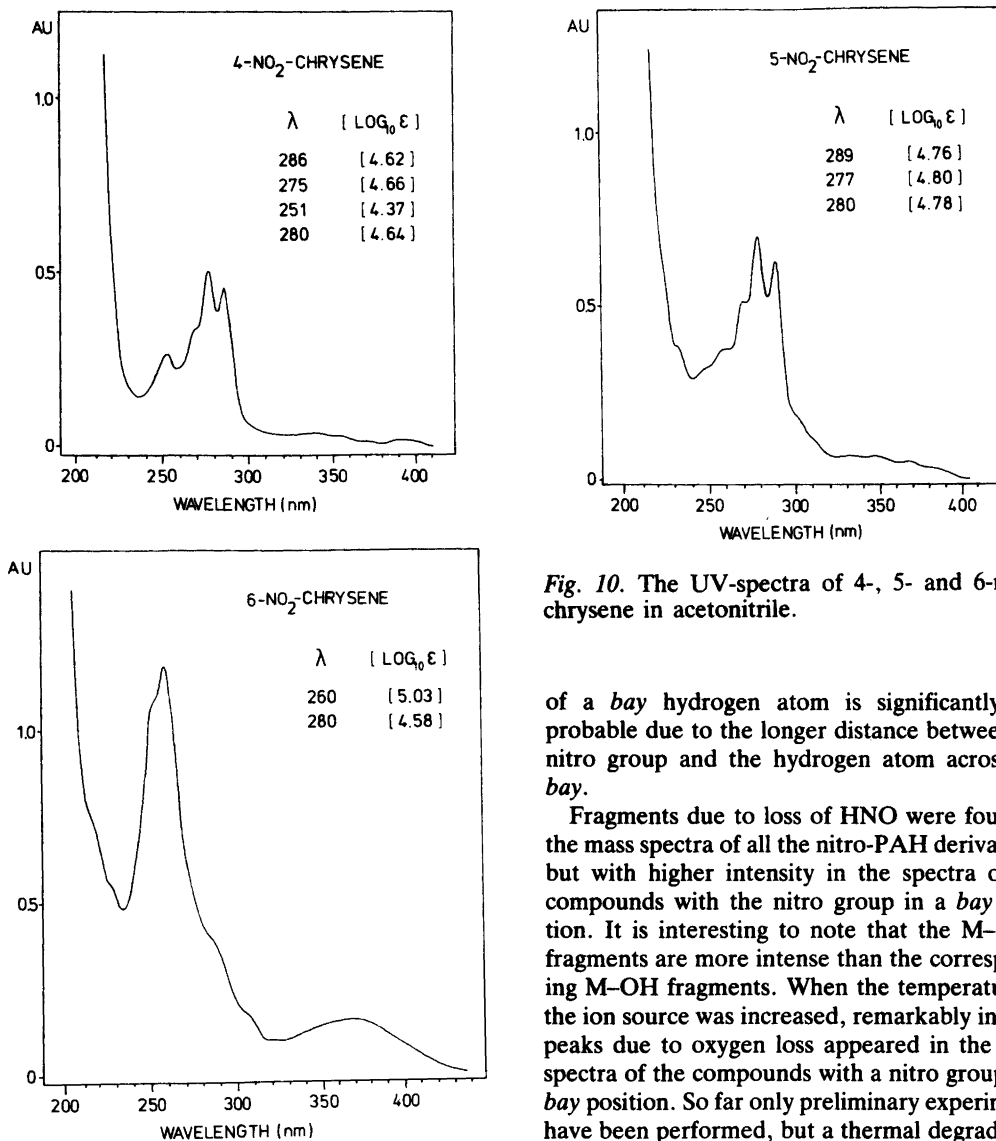 AU
4-NO₂-CHRYSENE
λ [ LOG₁₀ ε ]
286 [ 4.62 ]
275 [ 4.66 ]
251 [ 4.37 ]
280 [ 4.64 ]
1.0
0.5
0
200 250 300 350 400
WAVELENGTH (nm)
AU
5-NO₂-CHRYSENE
λ [ LOG₁₀ ε ]
289 [ 4.76 ]
277 [ 4.80 ]
280 [ 4.78 ]
1.0
0.5
0
200 250 300 350 400
WAVELENGTH (nm)
AU
6-NO₂-CHRYSENE
λ [ LOG₁₀ ε ]
260 [ 5.03 ]
280 [ 4.58 ]
1.0
0.5
0
200 250 300 350 400
WAVELENGTH (nm)
Fig. 10. The UV-spectra of 4-, 5- and 6-
chrysene in acetonitrile.
of a bay hydrogen atom is significantly
probable due to the longer distance between
nitro group and the hydrogen atom
bay.
Fragments due to loss of HNO were
the mass spectra of all the nitro-PAH
but with higher intensity in the spectra
compounds with the nitro group in a bay
tion. It is interesting to note that the M–
fragments are more intense than the
ing M–OH fragments. When the
the ion source was increased, remarkably
peaks due to oxygen loss appeared in the
spectra of the compounds with a nitro group
bay position. So far only preliminary
have been performed, but a thermal